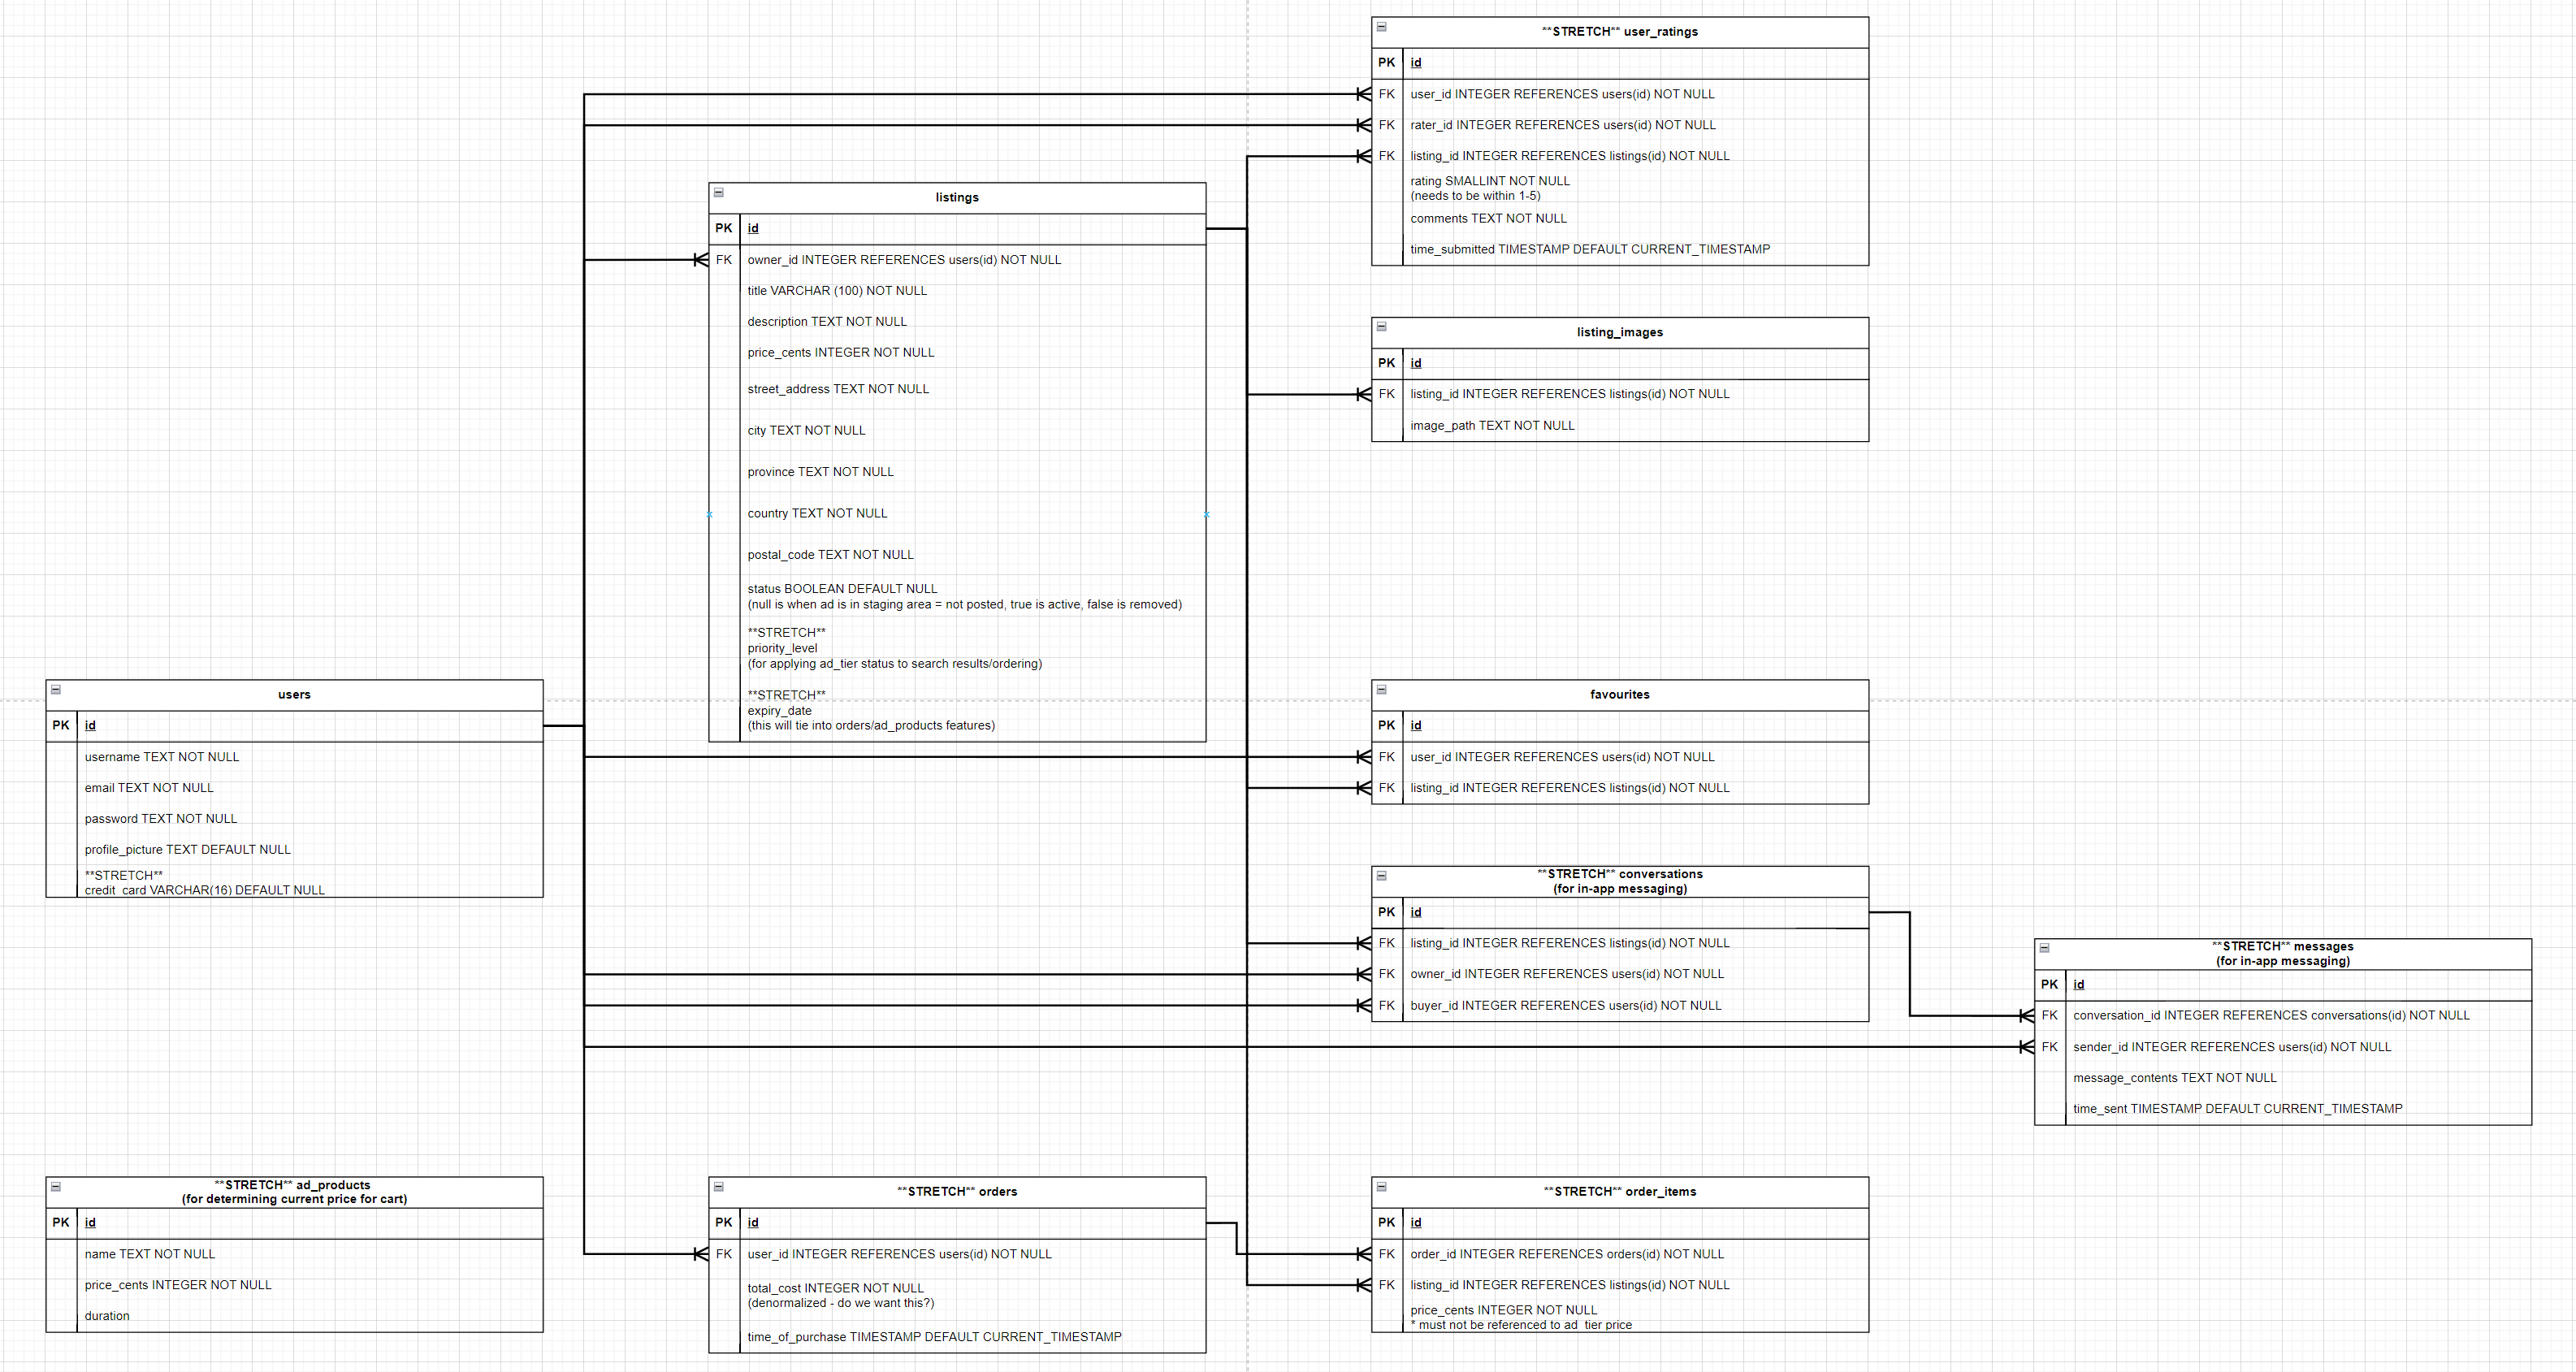 **STRETCH** user_ratings
PK id
FK user_id INTEGER REFERENCES users(id) NOT NULL
FK rater_id INTEGER REFERENCES users(id) NOT NULL
FK listing_id INTEGER REFERENCES listings(id) NOT NULL
rating SMALLINT NOT NULL
(needs to be within 1-5)
comments TEXT NOT NULL
time_submitted TIMESTAMP DEFAULT CURRENT_TIMESTAMP
listings
PK id
FK owner_id INTEGER REFERENCES users(id) NOT NULL
title VARCHAR (100) NOT NULL
description TEXT NOT NULL
price_cents INTEGER NOT NULL
street_address TEXT NOT NULL
city TEXT NOT NULL
province TEXT NOT NULL
country TEXT NOT NULL
postal_code TEXT NOT NULL
status BOOLEAN DEFAULT NULL
(null is when ad is in staging area = not posted, true is active, false is removed)
**STRETCH**
priority_level
(for applying ad_tier status to search results/ordering)
**STRETCH**
expiry_date
(this will tie into orders/ad_products features)
listing_images
PK id
FK listing_id INTEGER REFERENCES listings(id) NOT NULL
image_path TEXT NOT NULL
users
PK id
username TEXT NOT NULL
email TEXT NOT NULL
password TEXT NOT NULL
profile_picture TEXT DEFAULT NULL
**STRETCH**
credit_card VARCHAR(16) DEFAULT NULL
favourites
PK id
FK user_id INTEGER REFERENCES users(id) NOT NULL
FK listing_id INTEGER REFERENCES listings(id) NOT NULL
**STRETCH** conversations
(for in-app messaging)
PK id
FK listing_id INTEGER REFERENCES listings(id) NOT NULL
FK owner_id INTEGER REFERENCES users(id) NOT NULL
FK buyer_id INTEGER REFERENCES users(id) NOT NULL
**STRETCH** messages
(for in-app messaging)
PK id
FK conversation_id INTEGER REFERENCES conversations(id) NOT NULL
FK sender_id INTEGER REFERENCES users(id) NOT NULL
message_contents TEXT NOT NULL
time_sent TIMESTAMP DEFAULT CURRENT_TIMESTAMP
**STRETCH** ad_products
(for determining current price for cart)
PK id
name TEXT NOT NULL
price_cents INTEGER NOT NULL
duration
**STRETCH** orders
PK id
FK user_id INTEGER REFERENCES users(id) NOT NULL
total_cost INTEGER NOT NULL
(denormalized - do we want this?)
time_of_purchase TIMESTAMP DEFAULT CURRENT_TIMESTAMP
**STRETCH** order_items
PK id
FK order_id INTEGER REFERENCES orders(id) NOT NULL
FK listing_id INTEGER REFERENCES listings(id) NOT NULL
price_cents INTEGER NOT NULL
* must not be referenced to ad_tier price